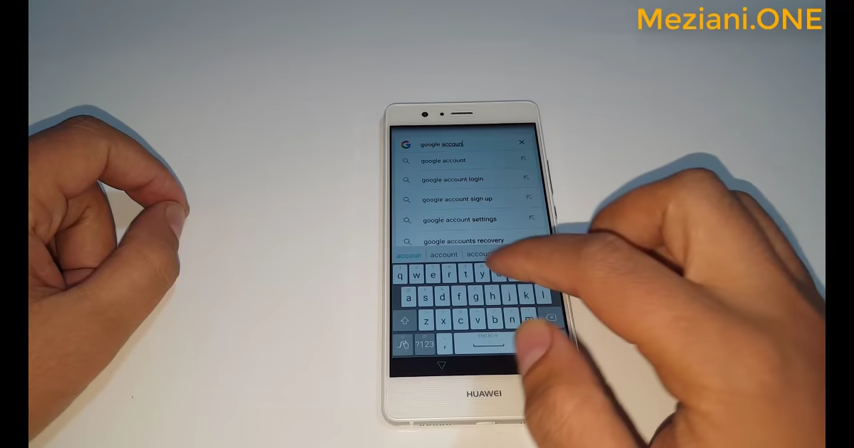 Meziani.ONE
google accoun
google account
google account login
google account sign up
google account settings
google accounts recovery
account
q w e r t y
a s d f g h j k l
z x c v b n
?123 ,
HUAWEI